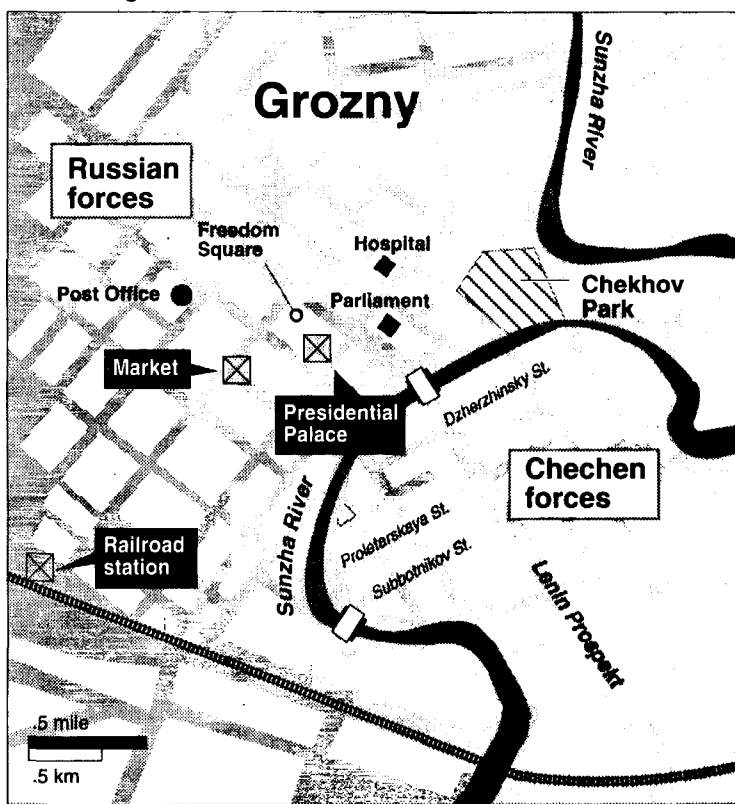 Grozny
Sunzha River
Russian
forces
Freedom
Square
Hospital
Post Office
Parliament
Chekhov
Park
Market
Presidential
Palace
Dzherzhinsky St.
Chechen
forces
Sunzha River
Proletarskaya St.
Subbotnikov St.
Railroad
station
Lenin Prospekt
.5 mile
.5 km